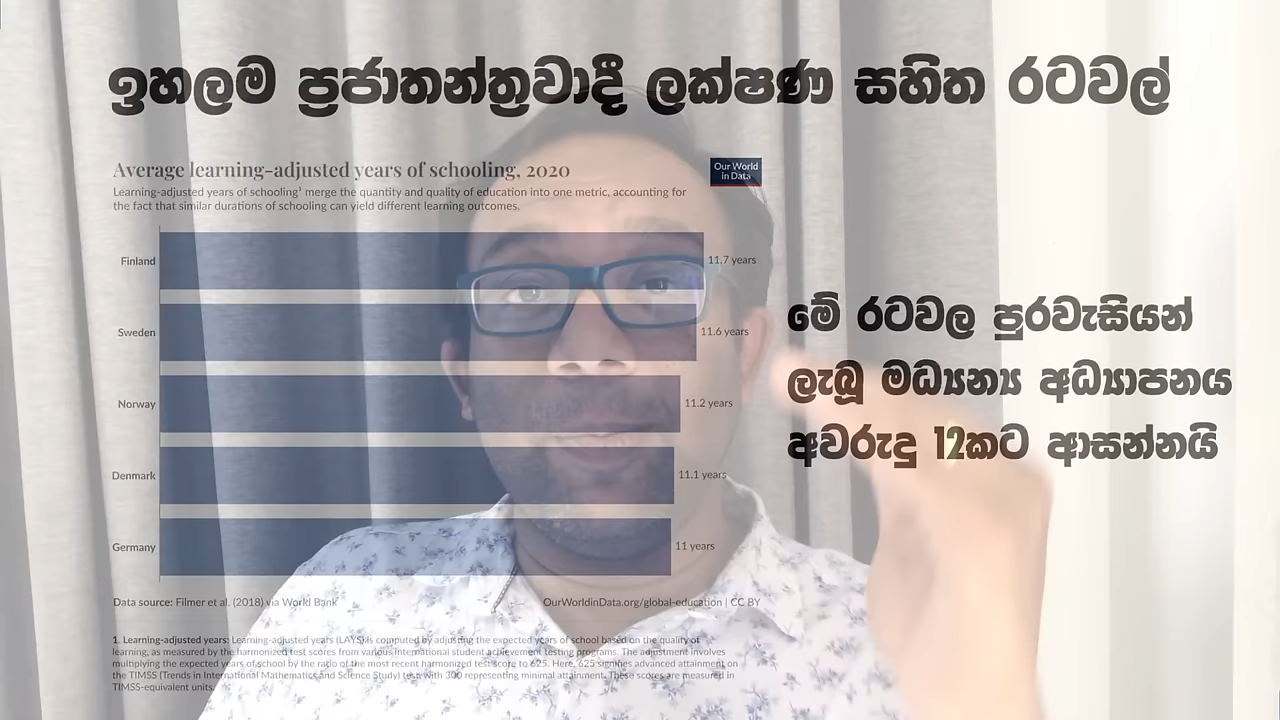 ඉහලම ප්‍රජාතන්ත්‍රවාදී ලක්ෂණ සහිත රටවල්
Average learning-adjusted years of schooling, 2020
Our World
in Data
Learning-adjusted years of schooling¹ merge the quantity and quality of education into one metric, accounting for
the fact that similar durations of schooling can yield different learning outcomes.
Finland
11.7 years
Sweden
11.6 years
Norway
11.2 years
Denmark
11.1 years
Germany
11 years
මේ රටවල පුරවැසියන්
ලැබූ මධ්‍යන්‍ය අධ්‍යාපනය
අවරුදු 12කට ආසන්නයි
Data source: Filmer et al. (2018) via World Bank
OurWorldinData.org/global-education | CC BY
1. Learning-adjusted years: Learning-adjusted years (LAYS) is computed by adjusting the expected years of school based on the quality of
learning, as measured by the harmonized test scores from various international student achievement testing programs. The adjustment involves
multiplying the expected years of school by the ratio of the most recent harmonized test score to 625. Here, 625 signifies advanced attainment on
the TIMSS (Trends in International Mathematics and Science Study) test, with 300 representing minimal attainment. These scores are measured in
TIMSS-equivalent units.